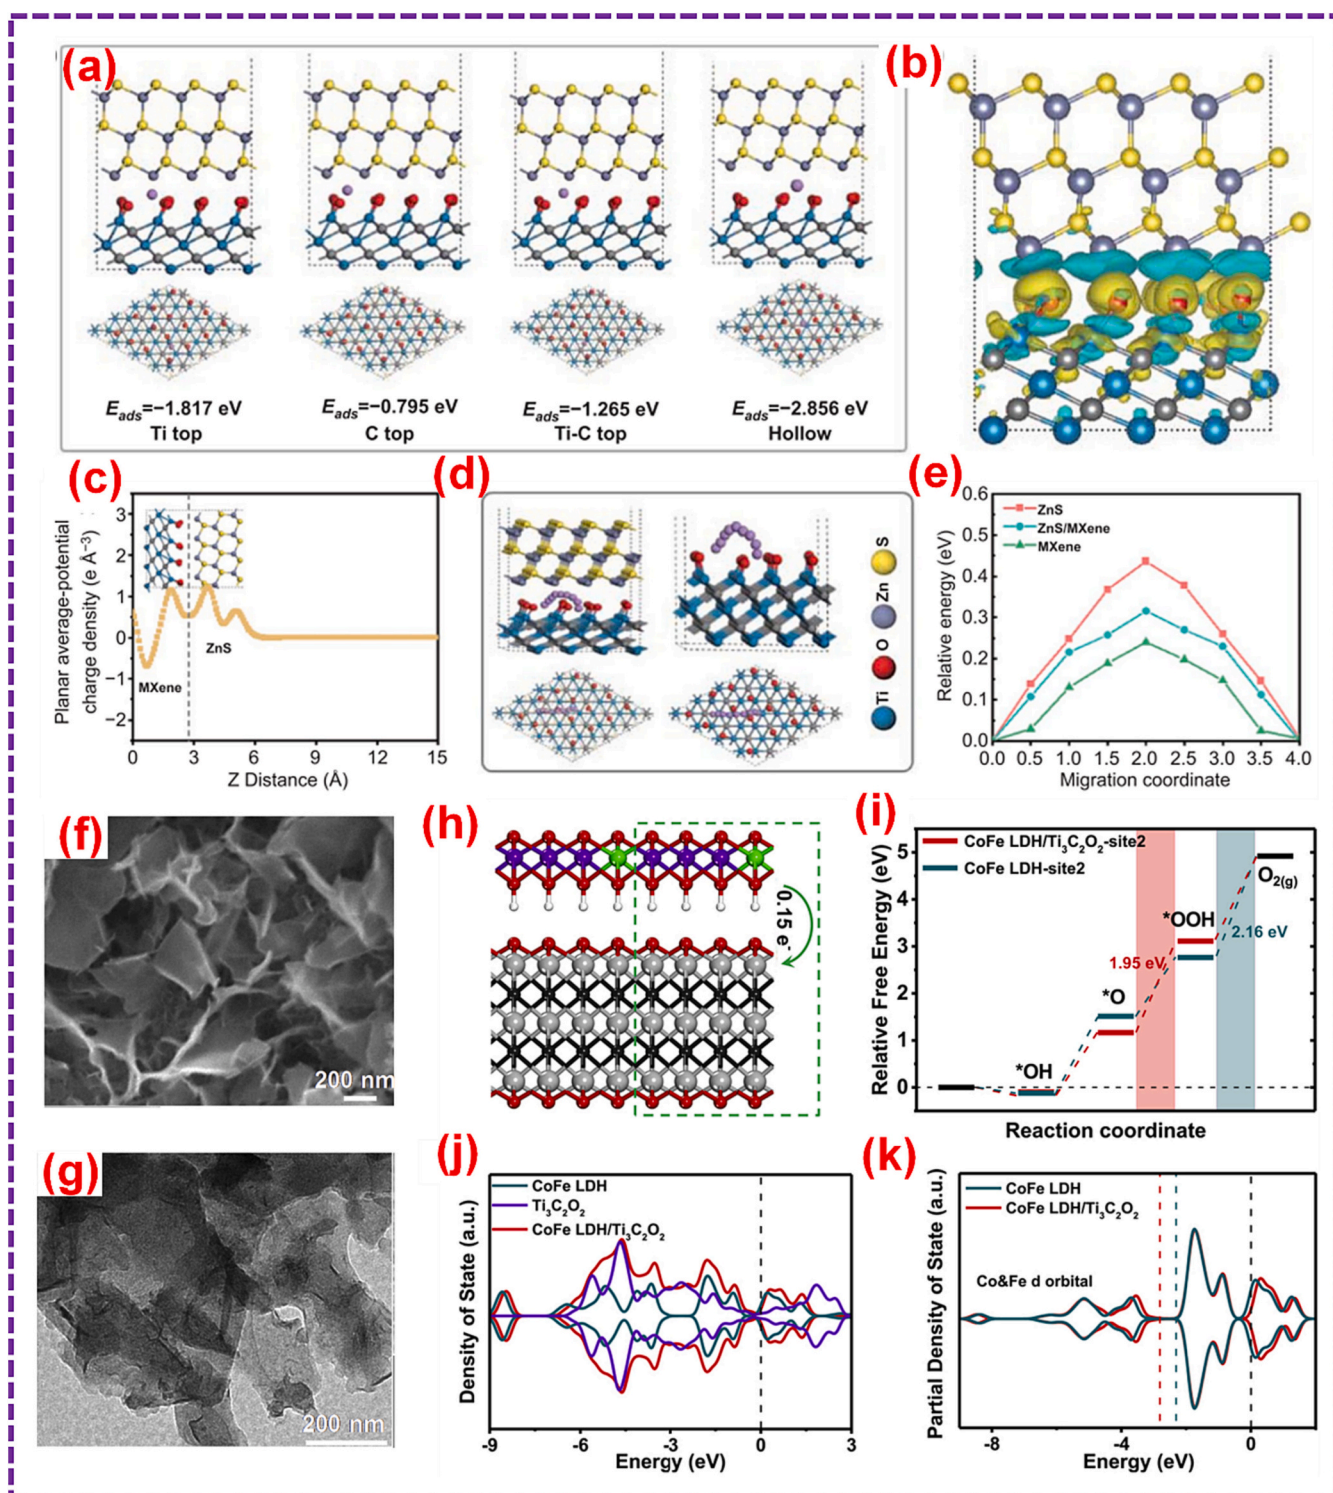 (a)
E_ads=−1.817 eV
Ti top
E_ads=−0.795 eV
C top
E_ads=−1.265 eV
Ti-C top
E_ads=−2.856 eV
Hollow
(b)
(c)
Planar average-potential
charge density (e Å⁻³)
3
2
1
0
−1
−2
MXene
ZnS
0 3 6 9 12 15
Z Distance (Å)
(d)
S
Zn
O
Ti
(e)
Relative energy (eV)
0.6
0.5
0.4
0.3
0.2
0.1
0.0
ZnS
ZnS/MXene
MXene
0.0 0.5 1.0 1.5 2.0 2.5 3.0 3.5 4.0
Migration coordinate
(f)
200 nm
(g)
200 nm
(h)
0.15 e⁻
(i)
Relative Free Energy (eV)
5
4
3
2
1
0
CoFe LDH/Ti₃C₂O₂-site2
CoFe LDH-site2
*OH
*O
*OOH
O₂(g)
1.95 eV
2.16 eV
Reaction coordinate
(j)
Density of State (a.u.)
CoFe LDH
Ti₃C₂O₂
CoFe LDH/Ti₃C₂O₂
-9 -6 -3 0 3
Energy (eV)
(k)
Partial Density of State (a.u.)
CoFe LDH
CoFe LDH/Ti₃C₂O₂
Co&Fe d orbital
-8 -4 0
Energy (eV)